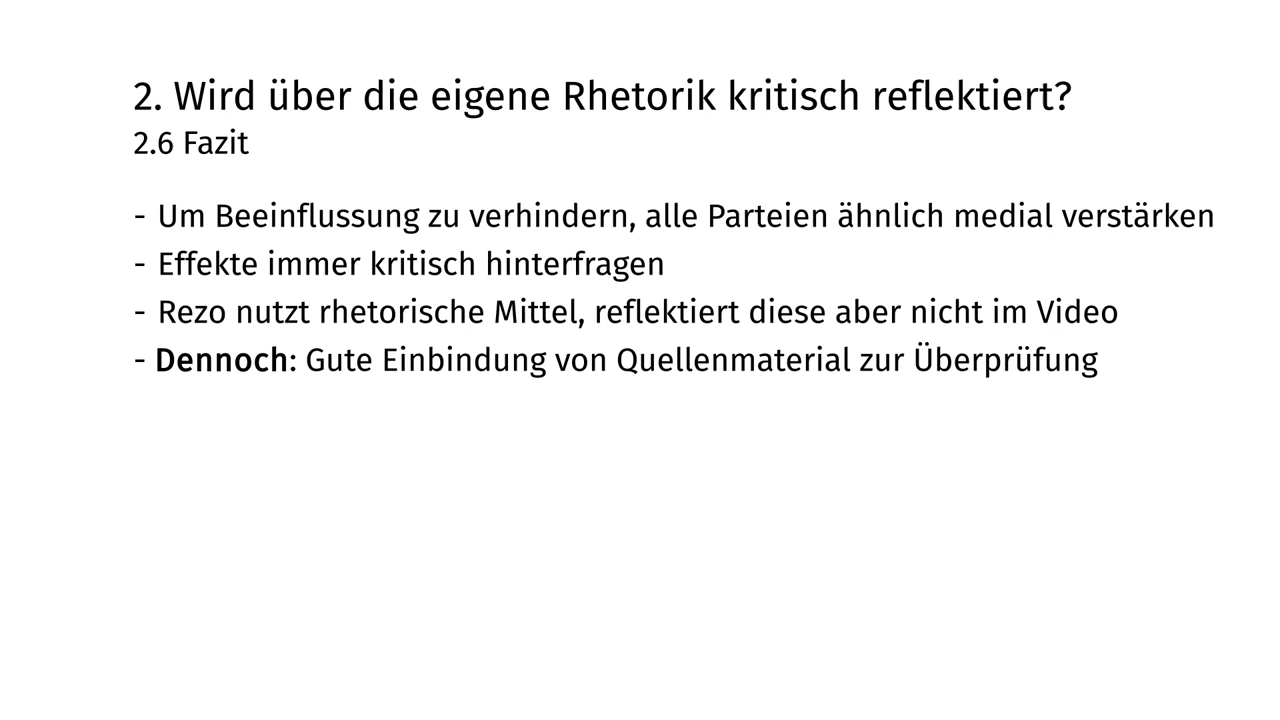 2. Wird über die eigene Rhetorik kritisch reflektiert?
2.6 Fazit
- Um Beeinflussung zu verhindern, alle Parteien ähnlich medial verstärken
- Effekte immer kritisch hinterfragen
- Rezo nutzt rhetorische Mittel, reflektiert diese aber nicht im Video
- Dennoch: Gute Einbindung von Quellenmaterial zur Überprüfung